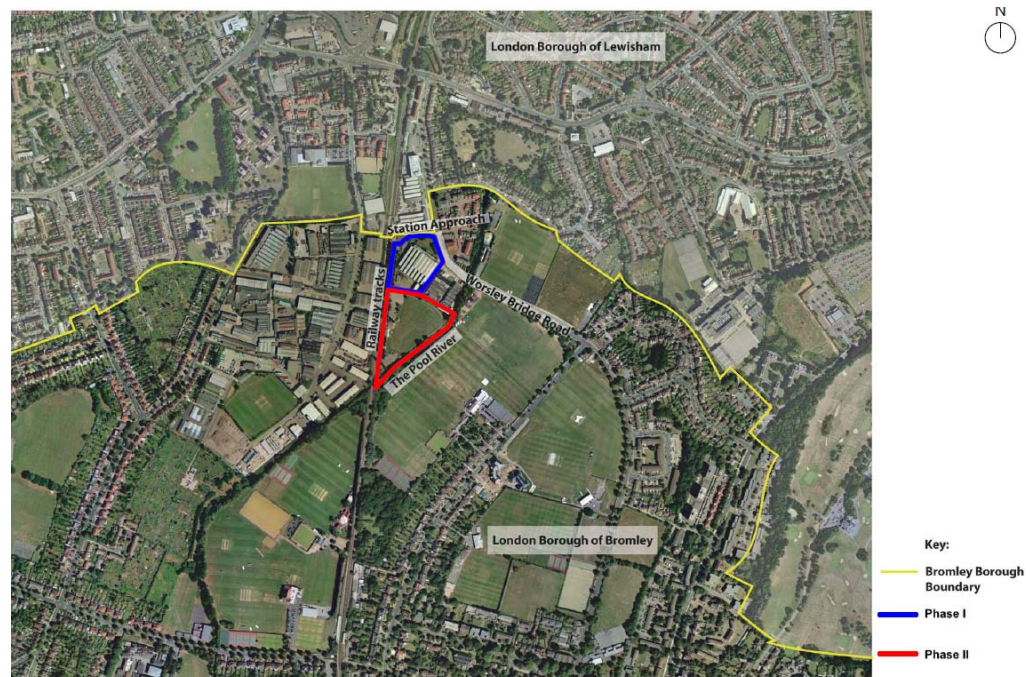 N
London Borough of Lewisham
Station Approach
Railway tracks
Worsley Bridge Road
The Pool River
London Borough of Bromley
Key:
Bromley Borough
Boundary
Phase I
Phase II